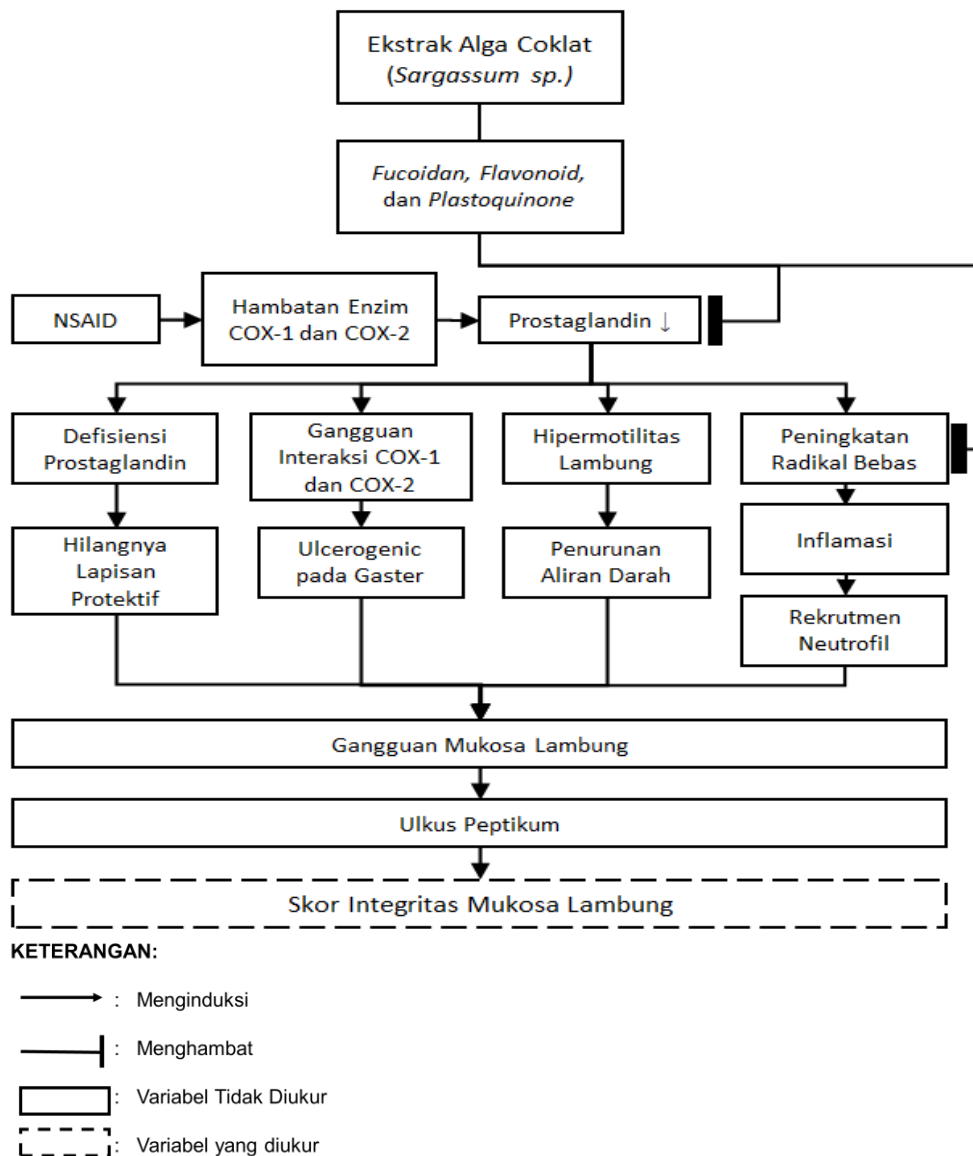 Ekstrak Alga Coklat
(Sargassum sp.)
Fucoidan, Flavonoid,
dan Plastoquinone
NSAID
Hambatan Enzim
COX-1 dan COX-2
Prostaglandin ↓
Defisiensi
Prostaglandin
Gangguan
Interaksi COX-1
dan COX-2
Hipermotilitas
Lambung
Peningkatan
Radikal Bebas
Hilangnya
Lapisan
Protektif
Ulcerogenic
pada Gaster
Penurunan
Aliran Darah
Inflamasi
Rekrutmen
Neutrofil
Gangguan Mukosa Lambung
Ulkus Peptikum
Skor Integritas Mukosa Lambung
KETERANGAN:
: Menginduksi
: Menghambat
: Variabel Tidak Diukur
: Variabel yang diukur